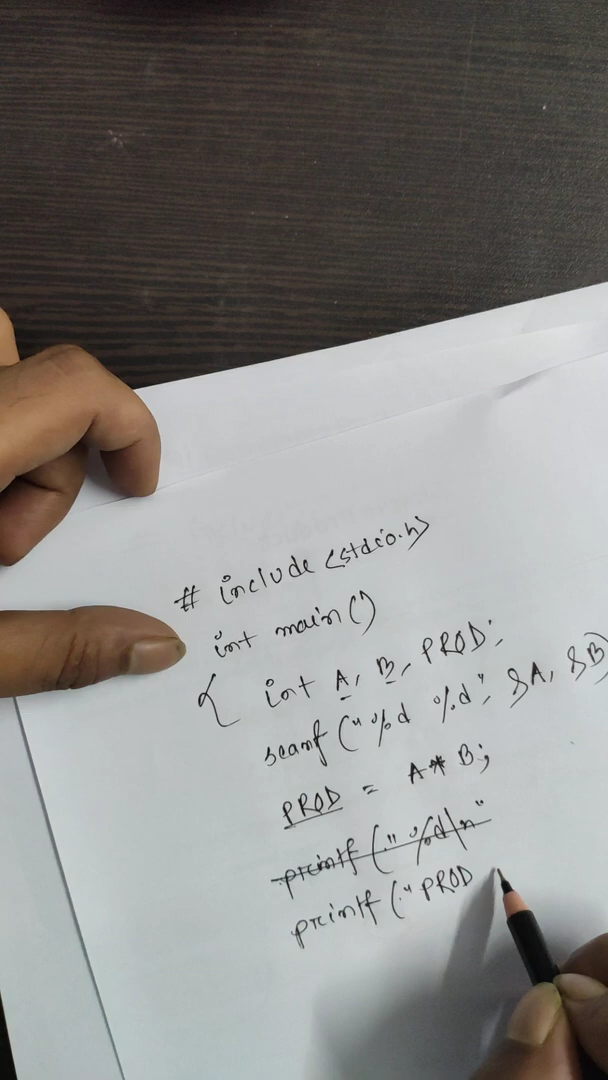 # include <stdio.h>
int main()
{ int A, B, PROD;
scanf ("%d %d", &A, &B)
PROD = A * B;
printf ("%d\n"
printf ("PROD